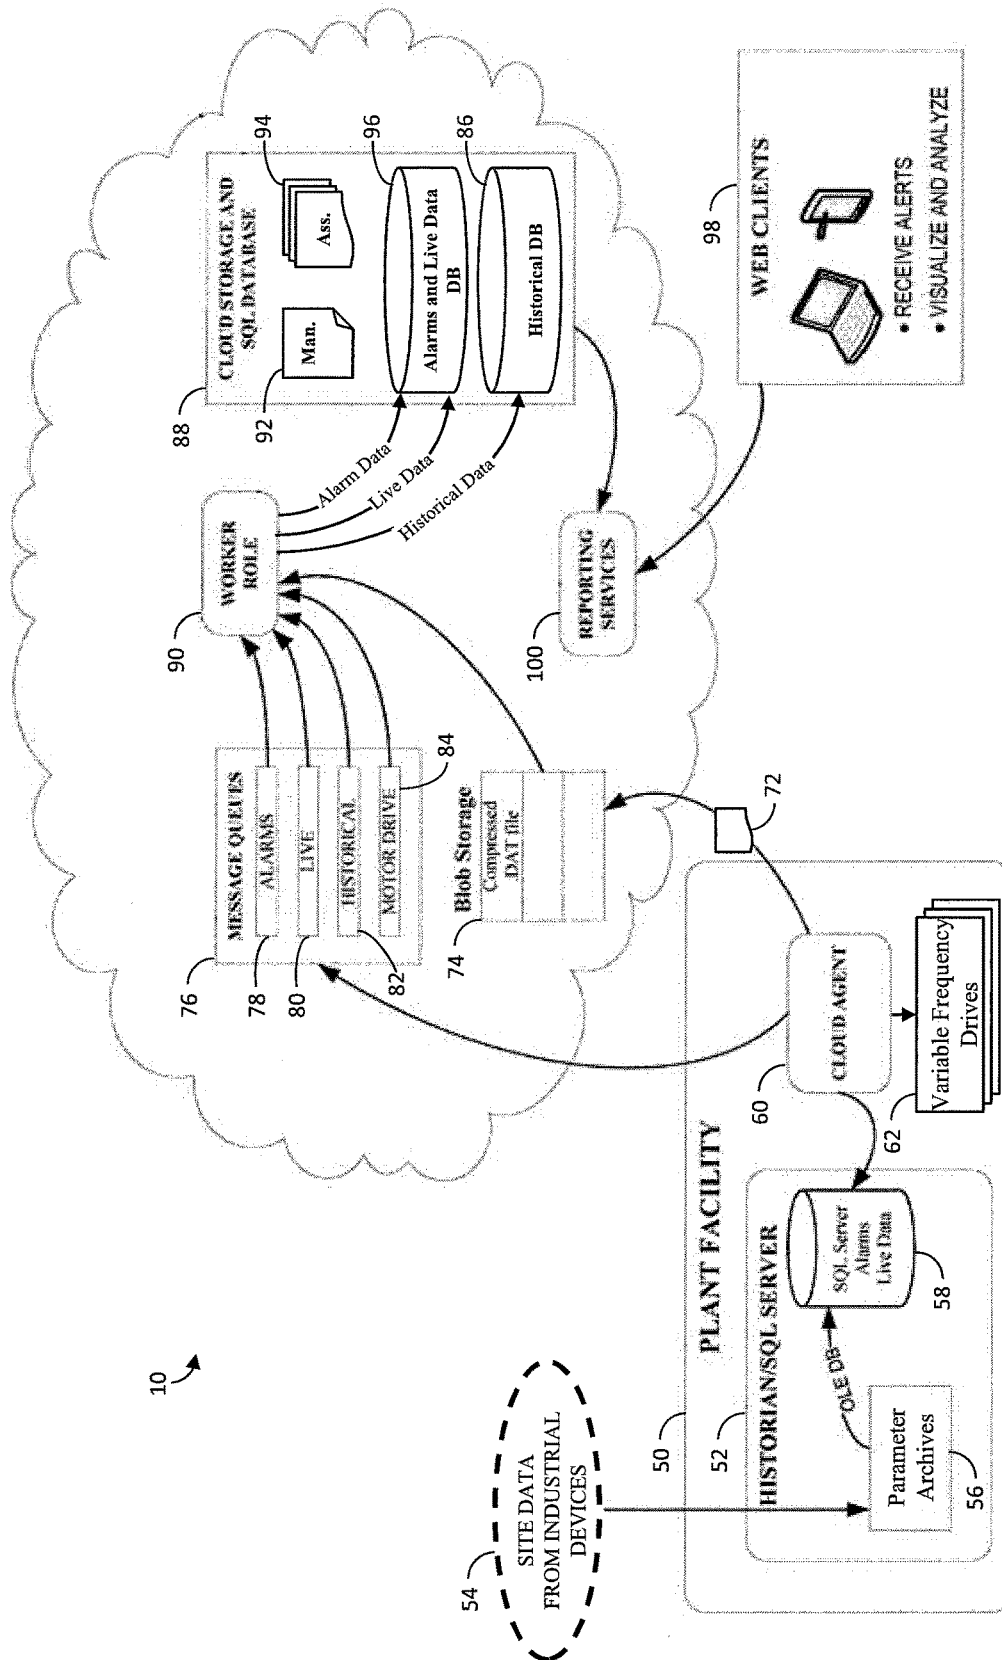 10
54
SITE DATA
FROM INDUSTRIAL
DEVICES
50
PLANT FACILITY
52
HISTORIAN/SQL SERVER
Parameter
Archives
56
OLE DB
SQL Server
Alarms
Live Data
58
60
CLOUD AGENT
62
Variable Frequency
Drives
72
76
MESSAGE QUEUES
78
ALARMS
80
LIVE
82
HISTORICAL
84
MOTOR DRIVE
74
Blob Storage
Compressed
.DAT file
90
WORKER
ROLE
Alarm Data
Live Data
Historical Data
88
CLOUD STORAGE AND
SQL DATABASE
92
Man.
94
Ass.
96
Alarms and Live Data
DB
86
Historical DB
100
REPORTING
SERVICES
98
WEB CLIENTS
• RECEIVE ALERTS
• VISUALIZE AND ANALYZE